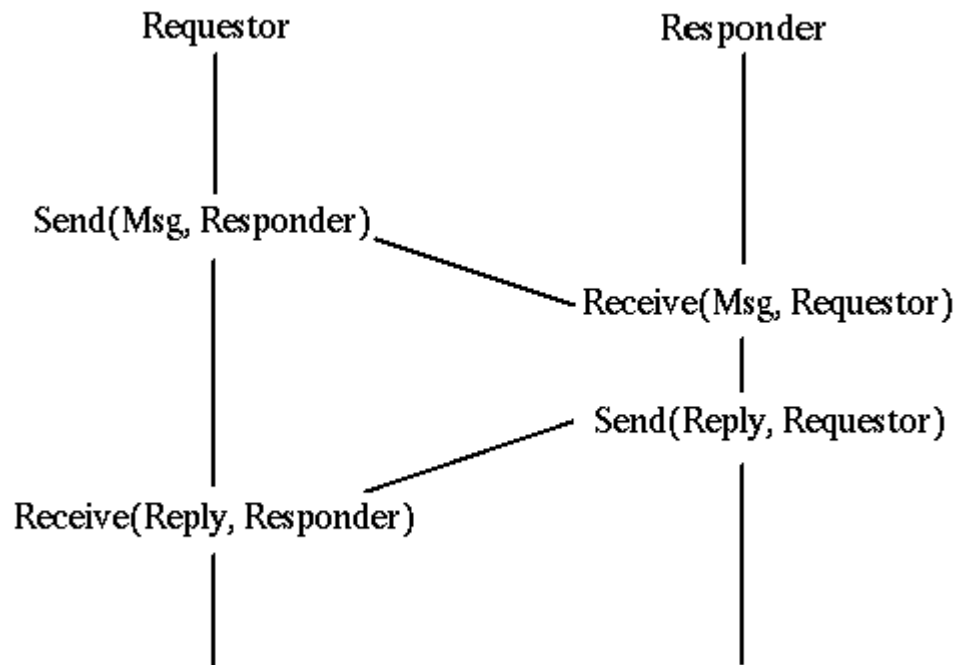 Requestor
Responder
Send(Msg, Responder)
Receive(Msg, Requestor)
Send(Reply, Requestor)
Receive(Reply, Responder)